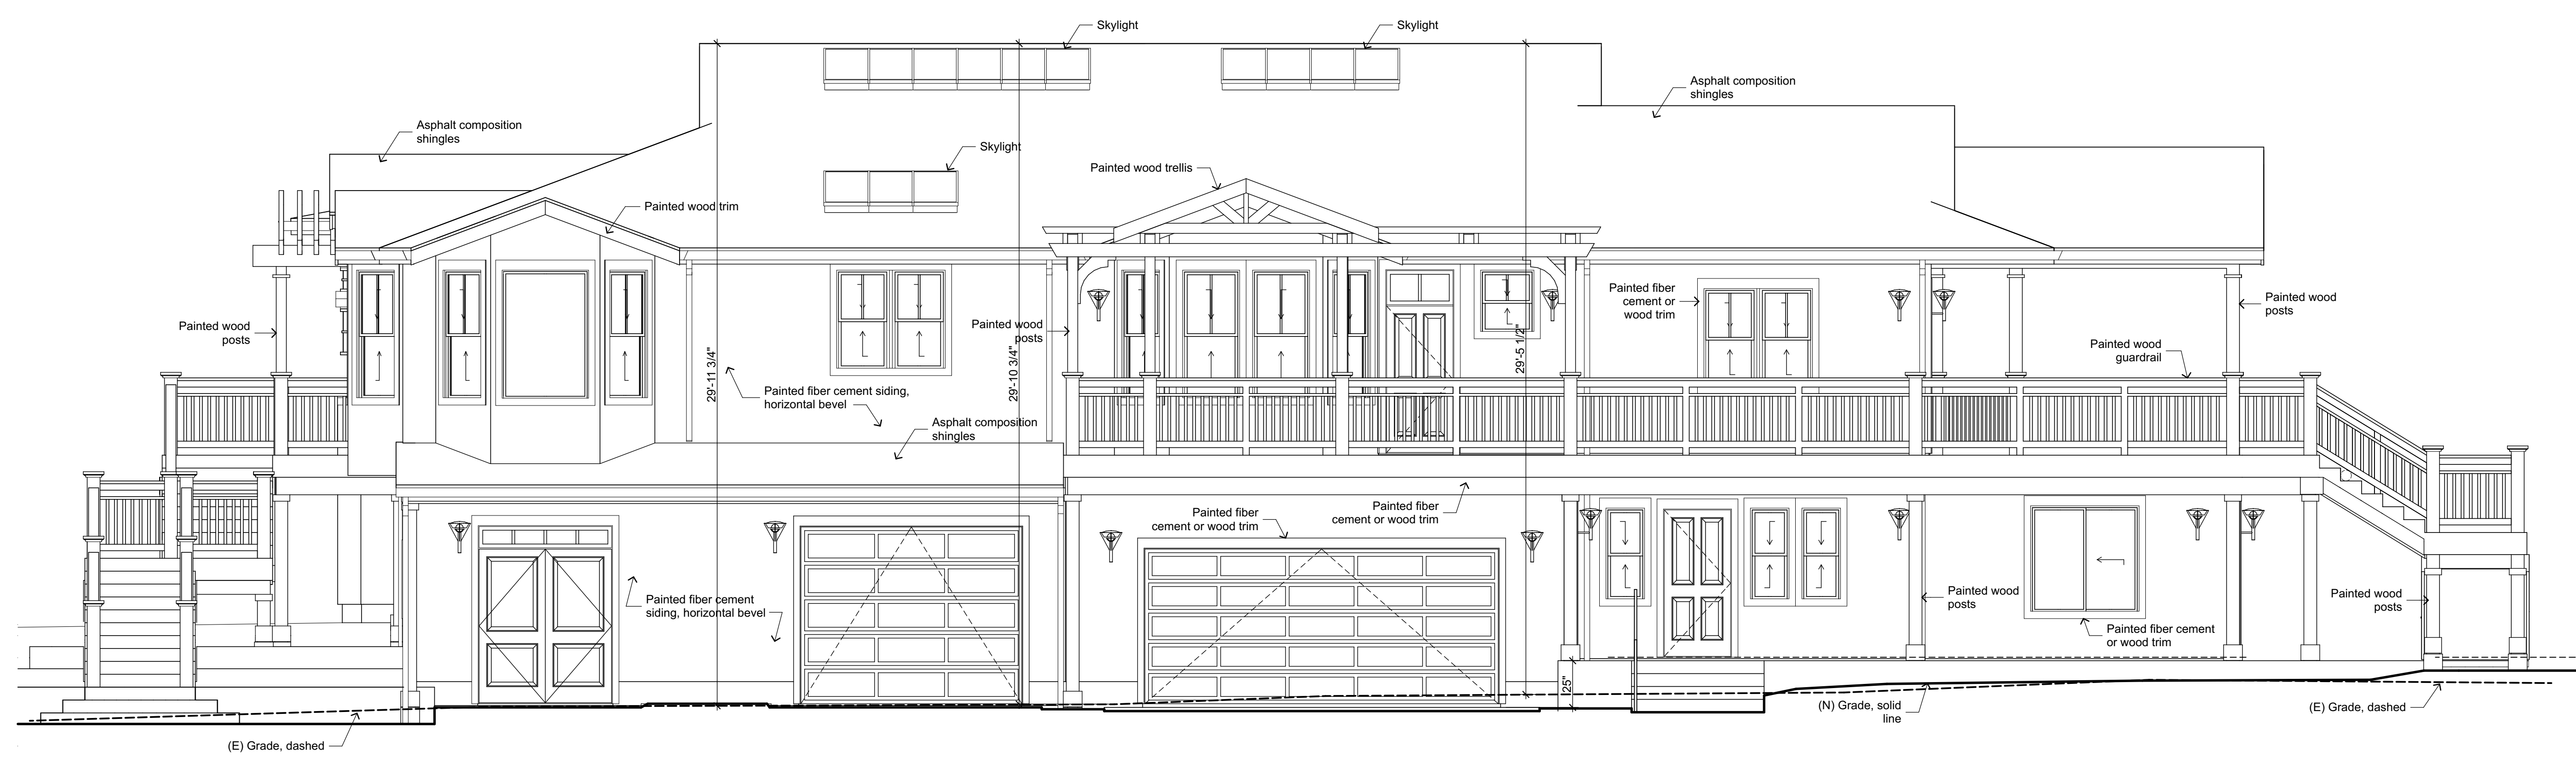 Skylight
Skylight
Asphalt composition
shingles
Asphalt composition
shingles
Skylight
Painted wood trellis
Painted wood trim
Painted wood
posts
Painted wood
posts
Painted fiber
cement or
wood trim
Painted wood
posts
Painted wood
guardrail
29'-11 3/4"
29'-10 3/4"
29'-5 1/2"
Painted fiber cement siding,
horizontal bevel
Asphalt composition
shingles
Painted fiber
cement or wood trim
Painted fiber
cement or wood trim
Painted fiber cement
siding, horizontal bevel
Painted wood
posts
Painted wood
posts
Painted fiber cement
or wood trim
25"
(N) Grade, solid
line
(E) Grade, dashed
(E) Grade, dashed